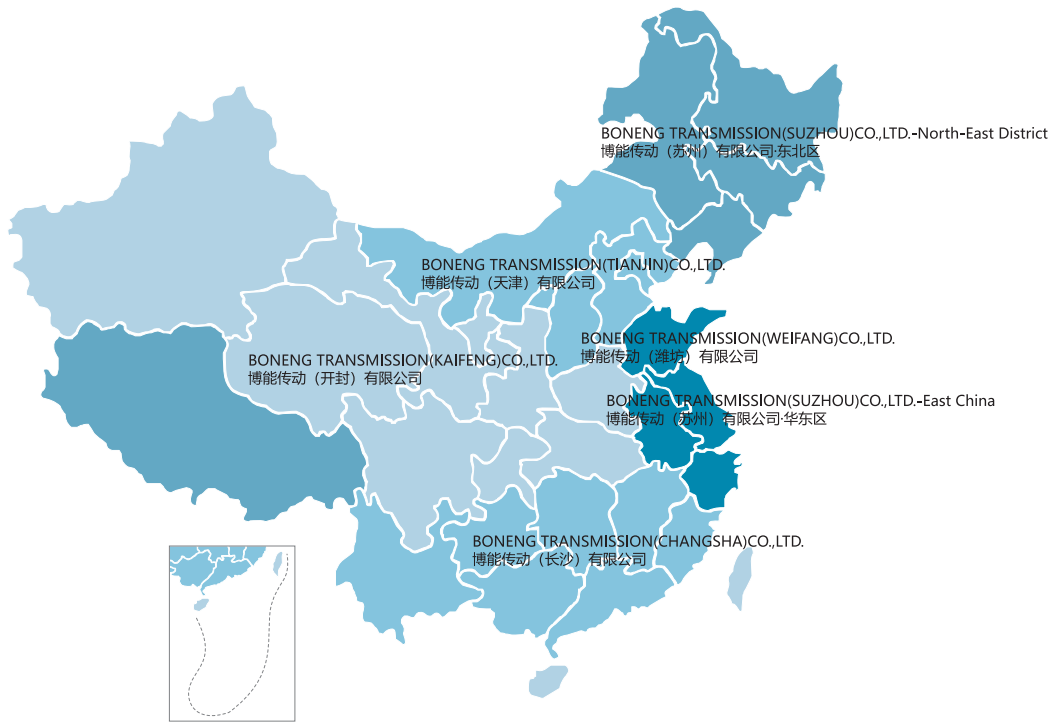 BONENG TRANSMISSION(SUZHOU)CO.,LTD.-North-East District
博能传动（苏州）有限公司·东北区
BONENG TRANSMISSION(TIANJIN)CO.,LTD.
博能传动（天津）有限公司
BONENG TRANSMISSION(WEIFANG)CO.,LTD.
博能传动（潍坊）有限公司
BONENG TRANSMISSION(KAIFENG)CO.,LTD.
博能传动（开封）有限公司
BONENG TRANSMISSION(SUZHOU)CO.,LTD.-East China
博能传动（苏州）有限公司·华东区
BONENG TRANSMISSION(CHANGSHA)CO.,LTD.
博能传动（长沙）有限公司